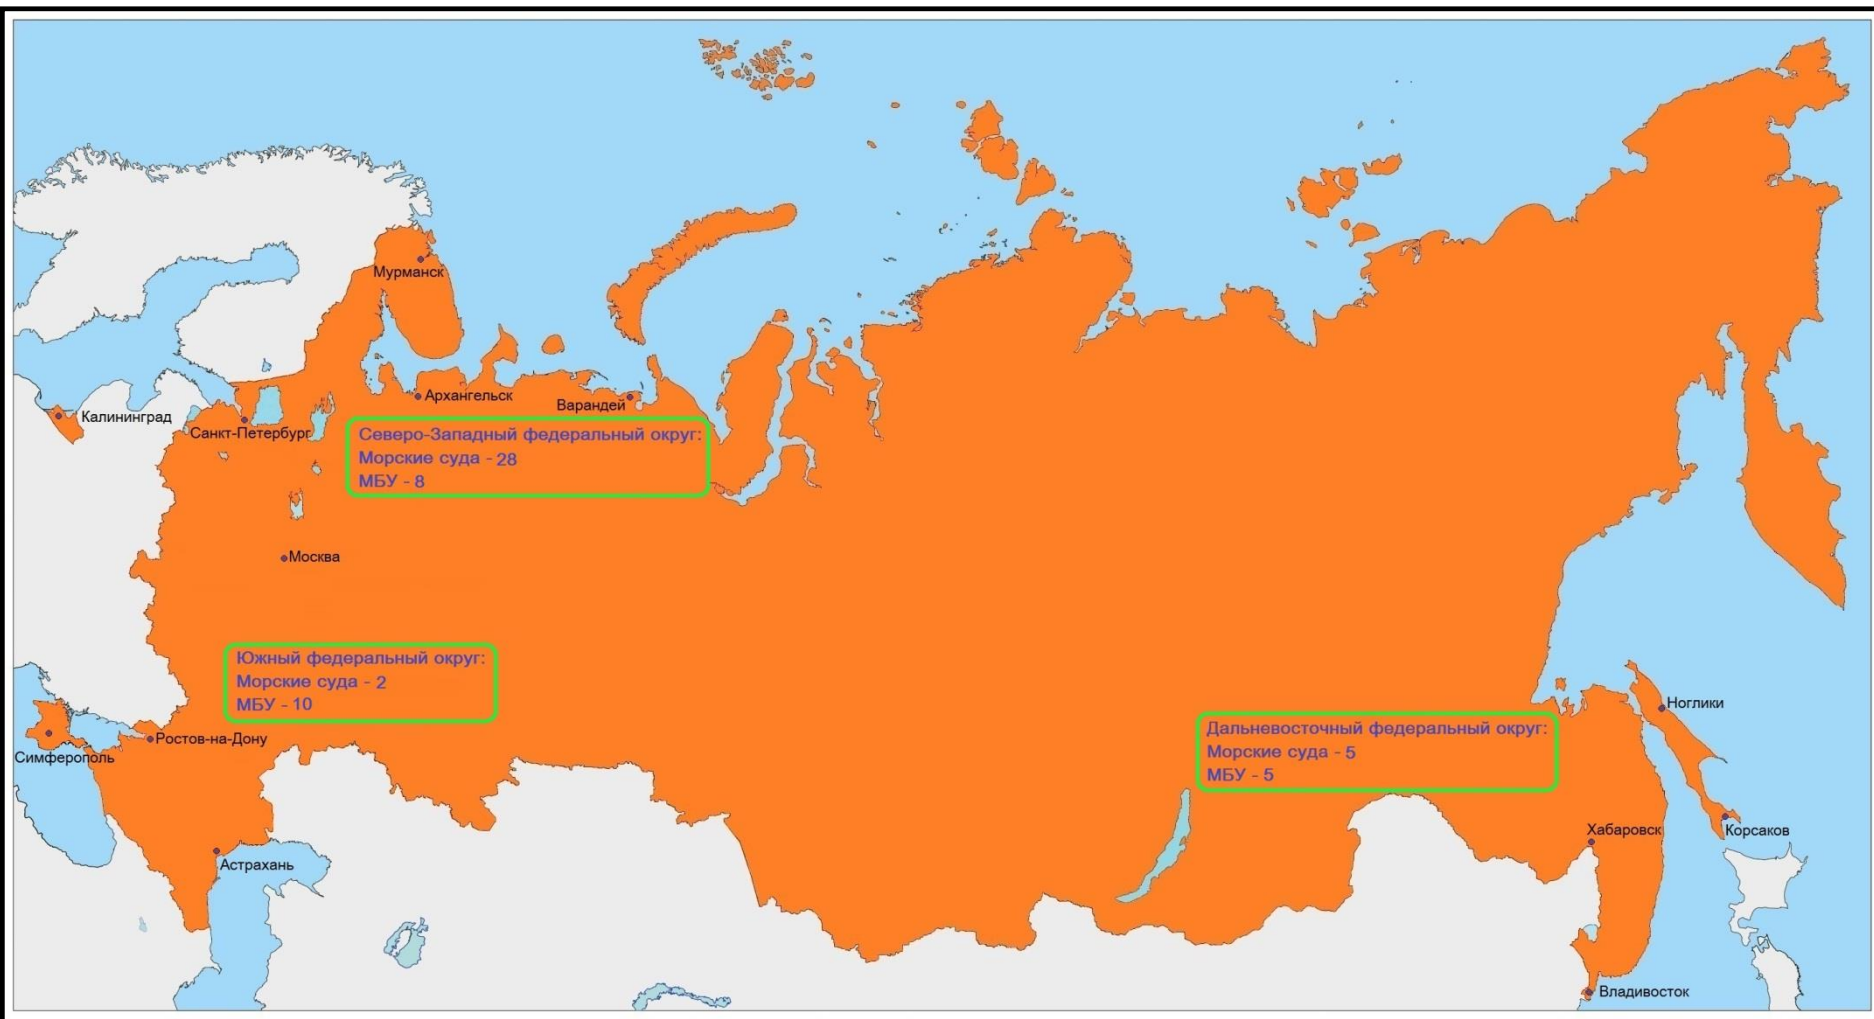 Мурманск
Архангельск
Варандей
Калининград
Санкт-Петербург
Северо-Западный федеральный округ:
Морские суда - 28
МБУ - 8
Москва
Южный федеральный округ:
Морские суда - 2
МБУ - 10
Ростов-на-Дону
Симферополь
Астрахань
Ноглики
Дальневосточный федеральный округ:
Морские суда - 5
МБУ - 5
Хабаровск
Корсаков
Владивосток